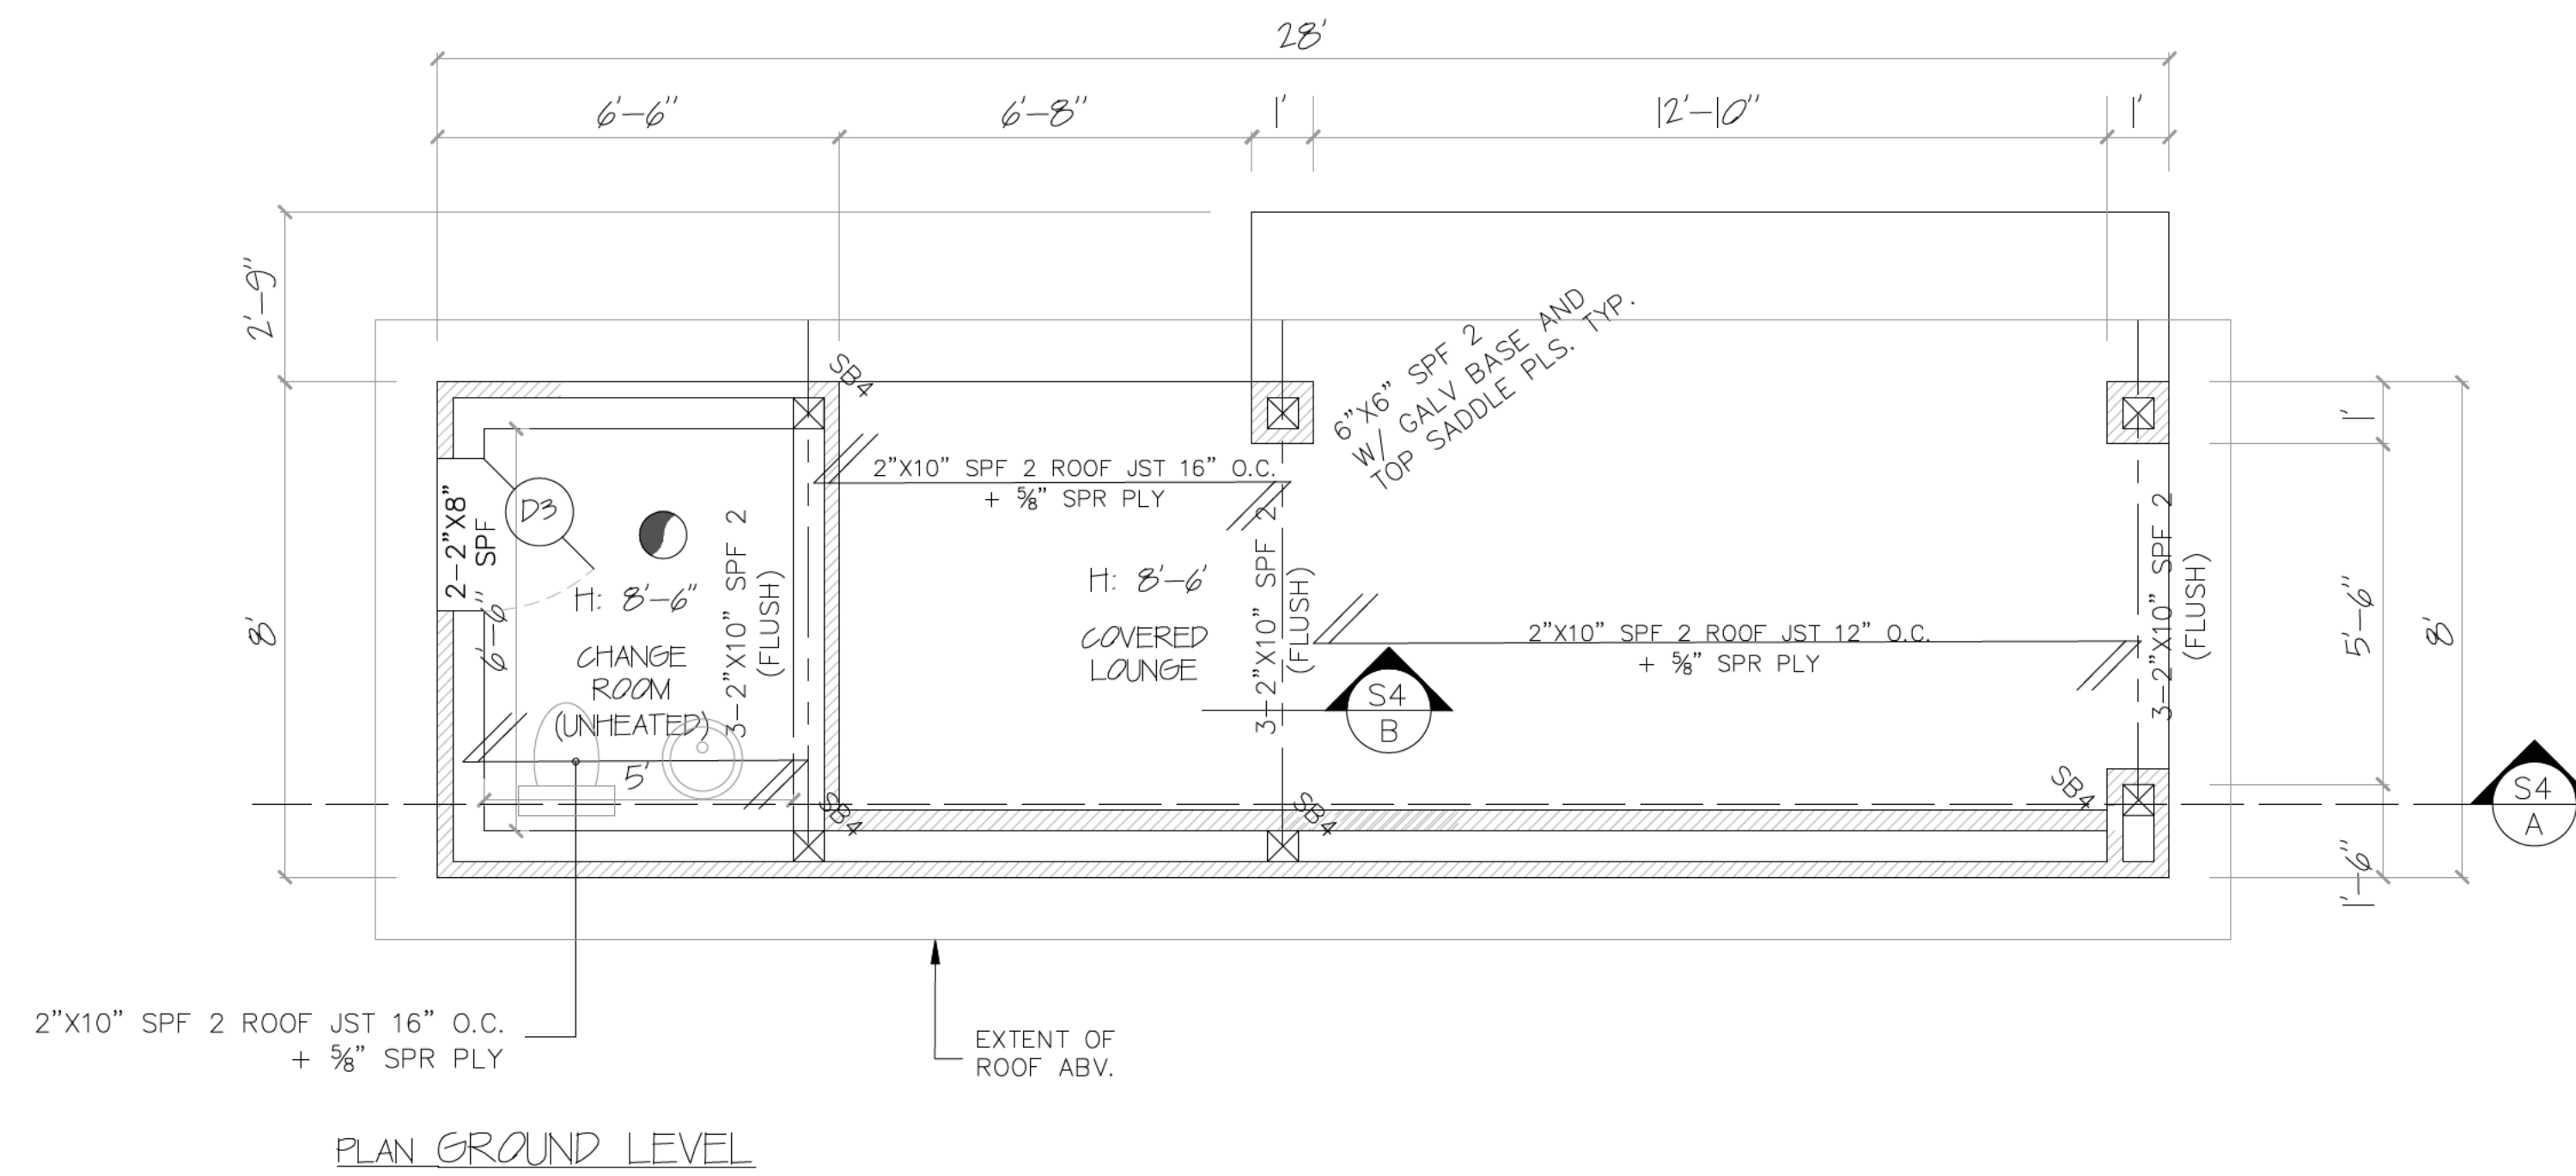 28'
6'-6"
6'-8"
1'
12'-10"
1'
2'-9"
8'
SB4
6"X6" SPF 2
W/ GALV BASE AND
TOP SADDLE PLS. TYP.
2"X10" SPF 2 ROOF JST 16" O.C.
+ ⅝" SPR PLY
2-2"X8"
SPF
D3
6'-6"
H: 8'-6"
CHANGE
ROOM
(UNHEATED)
5'
3-2"X10" SPF 2
(FLUSH)
H: 8'-6'
COVERED
LOUNGE
3-2"X10" SPF 2
(FLUSH)
2"X10" SPF 2 ROOF JST 12" O.C.
+ ⅝" SPR PLY
S4
B
3-2"X10" SPF 2
(FLUSH)
1'
5'-6"
8'
1'-6"
SB4
SB4
SB4
S4
A
2"X10" SPF 2 ROOF JST 16" O.C.
+ ⅝" SPR PLY
EXTENT OF
ROOF ABV.
PLAN GROUND LEVEL